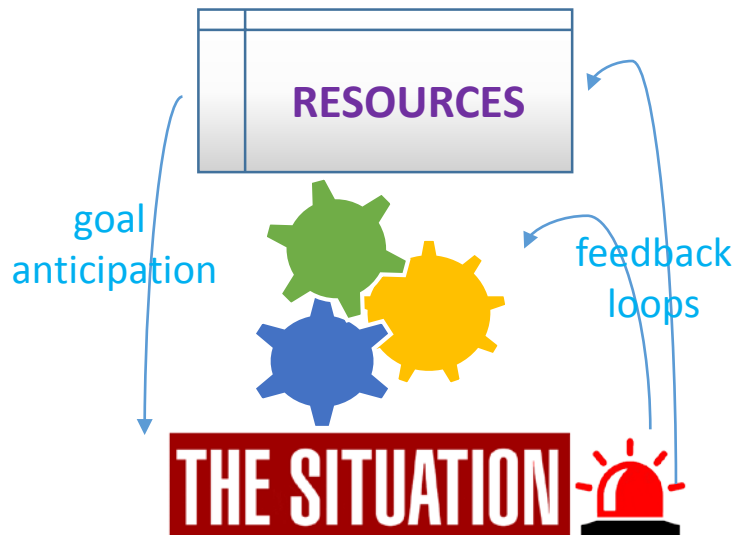 RESOURCES
goal
anticipation
feedback
loops
THE SITUATION